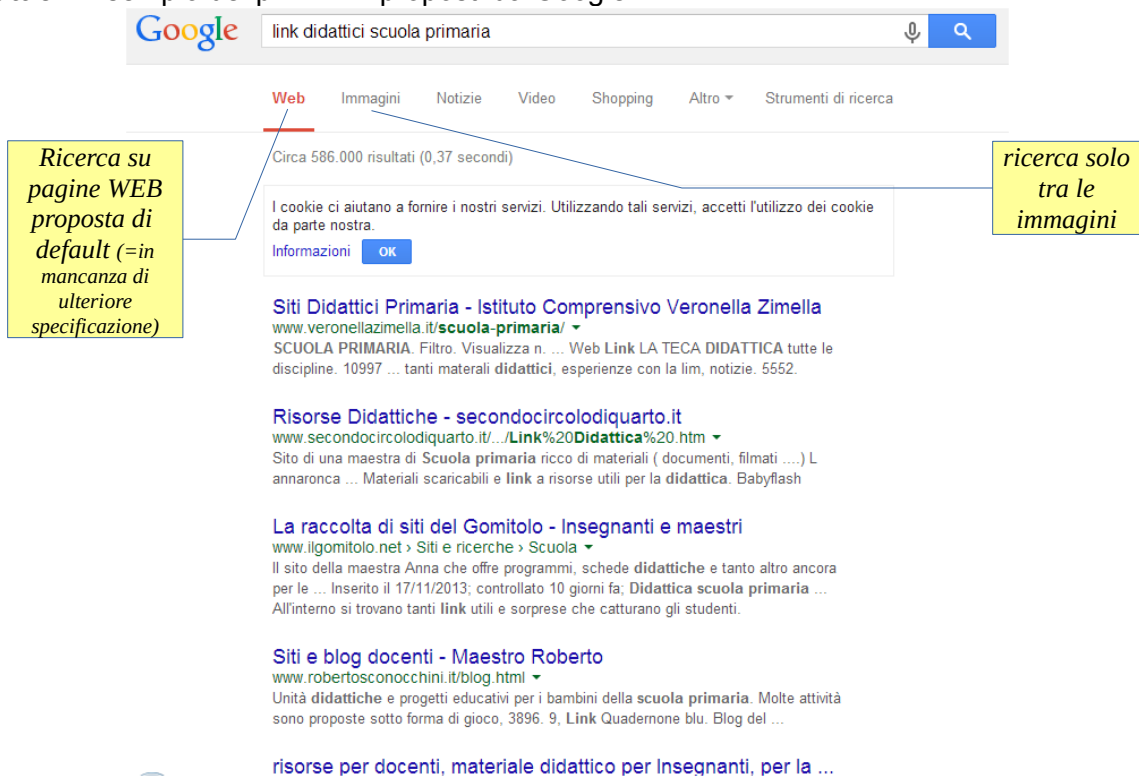 Google
link didattici scuola primaria
Web Immagini Notizie Video Shopping Altro Strumenti di ricerca
Ricerca su
pagine WEB
proposta di
default (=in
mancanza di
ulteriore
specificazione)
ricerca solo
tra le
immagini
Circa 586.000 risultati (0,37 secondi)
I cookie ci aiutano a fornire i nostri servizi. Utilizzando tali servizi, accetti l'utilizzo dei cookie
da parte nostra.
Informazioni OK
Siti Didattici Primaria - Istituto Comprensivo Veronella Zimella
www.veronellazimella.it/scuola-primaria/
SCUOLA PRIMARIA. Filtro. Visualizza n. ... Web Link LA TECA DIDATTICA tutte le
discipline. 10997 ... tanti materali didattici, esperienze con la lim, notizie. 5552.
Risorse Didattiche - secondocircolodiquarto.it
www.secondocircolodiquarto.it/.../Link%20Didattica%20.htm
Sito di una maestra di Scuola primaria ricco di materiali ( documenti, filmati ....) L
annaronca ... Materiali scaricabili e link a risorse utili per la didattica. Babyflash
La raccolta di siti del Gomitolo - Insegnanti e maestri
www.ilgomitolo.net › Siti e ricerche › Scuola
Il sito della maestra Anna che offre programmi, schede didattiche e tanto altro ancora
per le ... Inserito il 17/11/2013; controllato 10 giorni fa; Didattica scuola primaria ...
All'interno si trovano tanti link utili e sorprese che catturano gli studenti.
Siti e blog docenti - Maestro Roberto
www.robertosconocchini.it/blog.html
Unità didattiche e progetti educativi per i bambini della scuola primaria. Molte attività
sono proposte sotto forma di gioco, 3896. 9, Link Quadernone blu. Blog del ...
risorse per docenti, materiale didattico per Insegnanti, per la ...